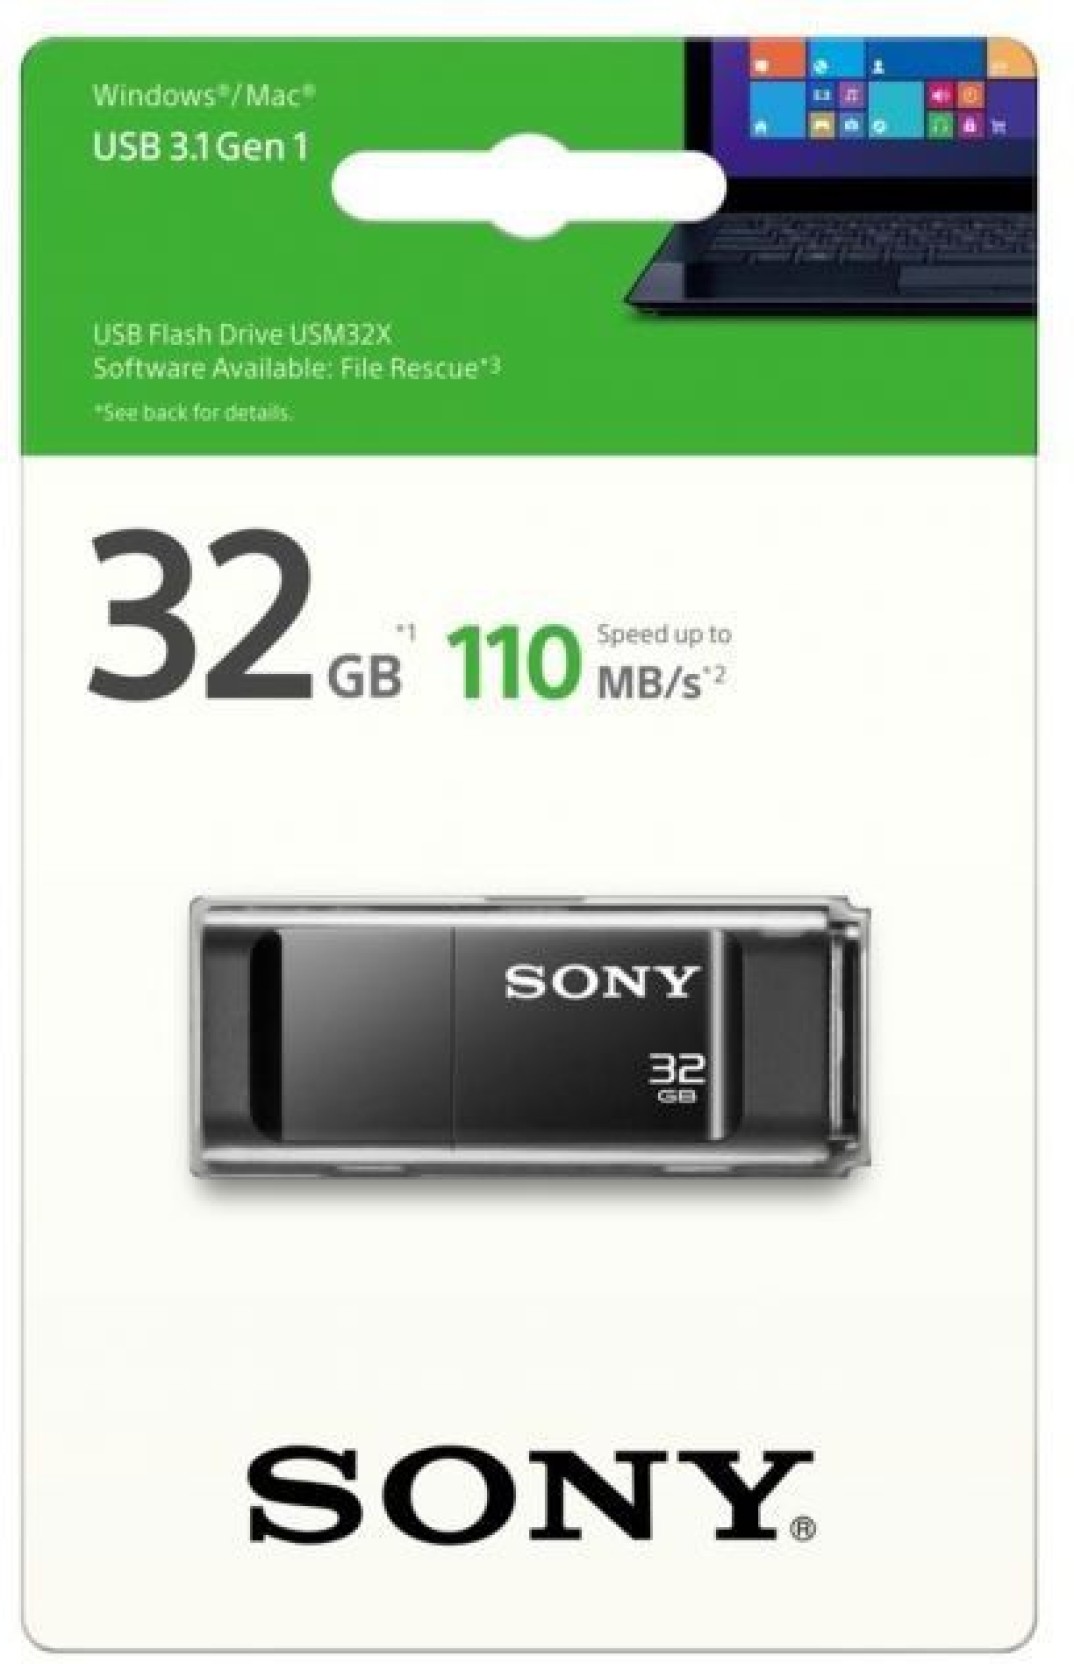 Windows®/Mac®
USB 3.1 Gen 1
USB Flash Drive USM32X
Software Available: File Rescue*3
*See back for details.
32 GB*1 110 Speed up to
MB/s*2
SONY
32
GB
SONY®